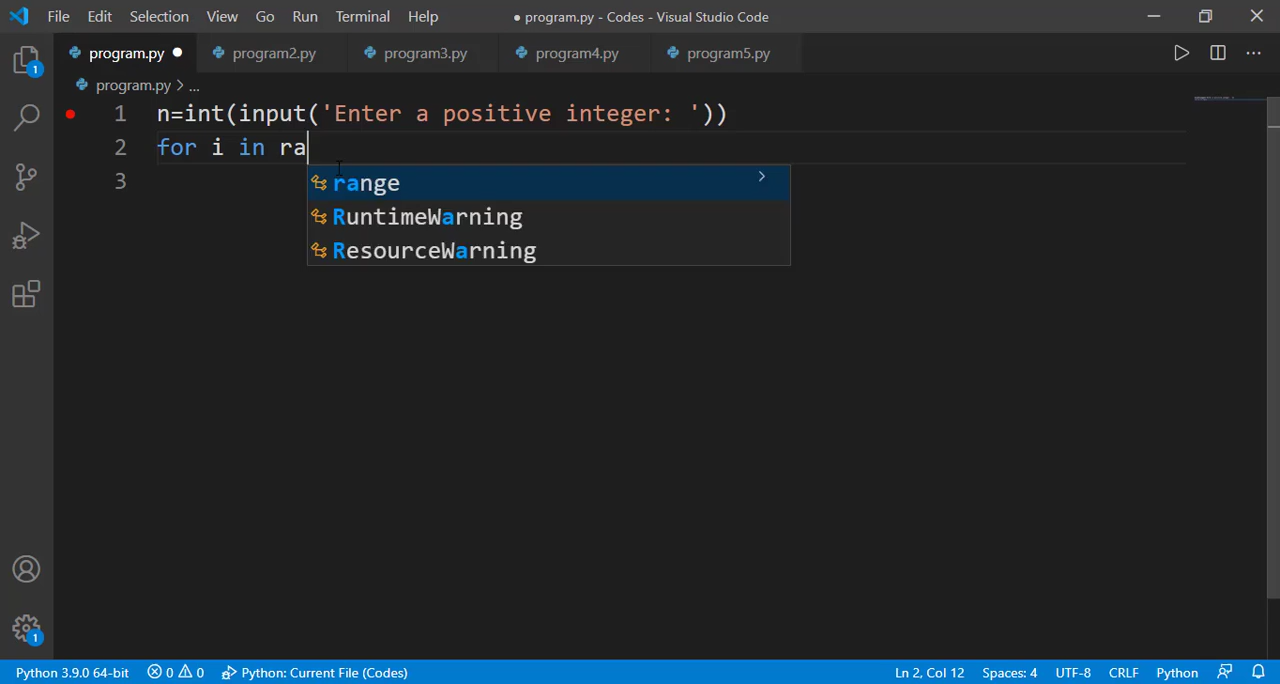 File Edit Selection View Go Run Terminal Help ● program.py - Codes - Visual Studio Code
program.py ● program2.py program3.py program4.py program5.py
program.py > ...
1 n=int(input('Enter a positive integer: '))
2 for i in ra
3
range
RuntimeWarning
ResourceWarning
1
1
Python 3.9.0 64-bit 0 0 Python: Current File (Codes) Ln 2, Col 12 Spaces: 4 UTF-8 CRLF Python